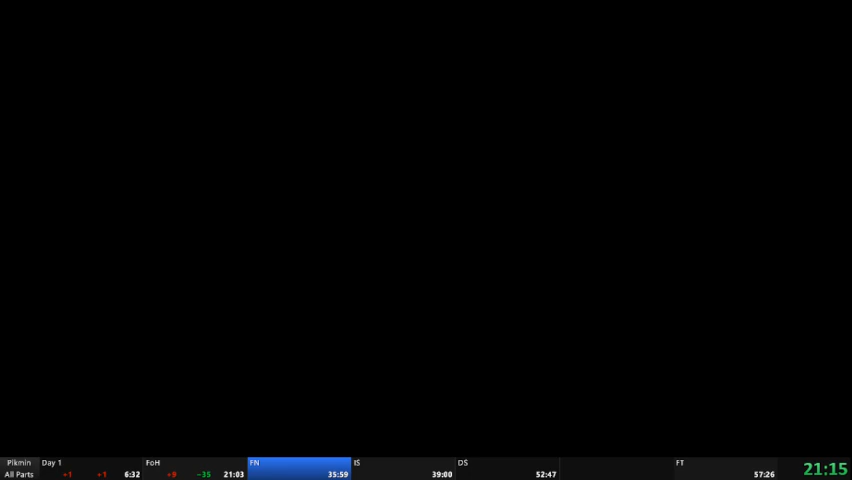 Pikmin Day 1 FoH FN IS DS FT
All Parts +1 +1 6:32 +9 -35 21:03 35:59 39:00 52:47 57:26
21:15